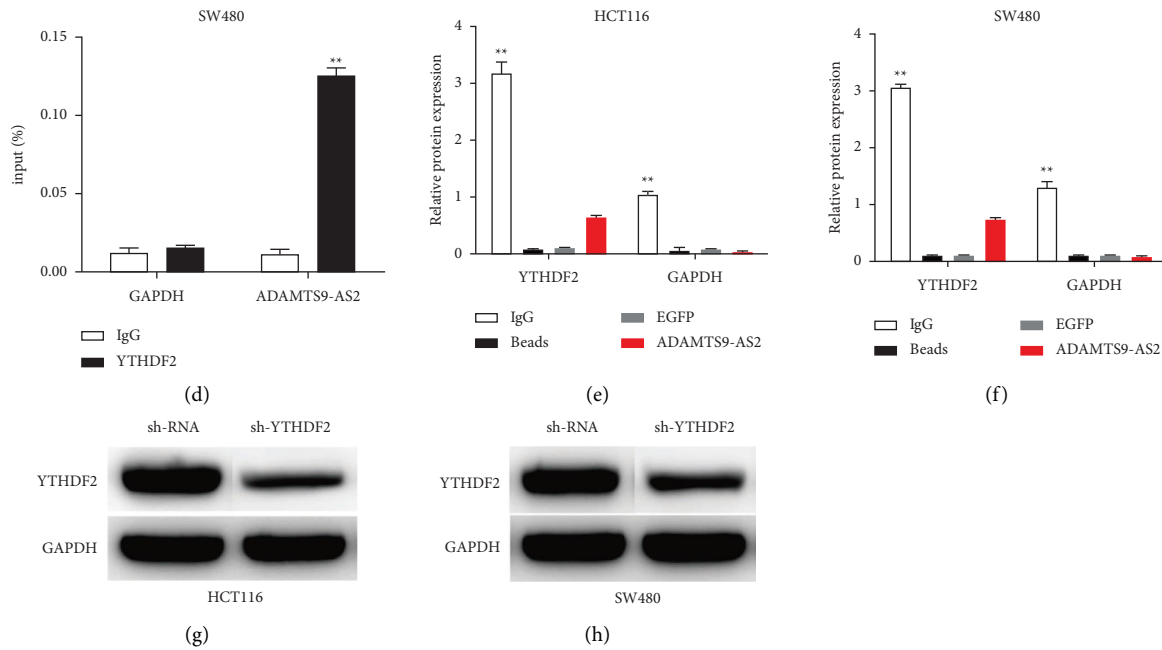 SW480
input (%)
0.15
0.10
0.05
0.00
**
GAPDH ADAMTS9-AS2
IgG
YTHDF2
(d)
HCT116
Relative protein expression
4
3
2
1
0
**
**
YTHDF2 GAPDH
IgG EGFP
Beads ADAMTS9-AS2
(e)
SW480
Relative protein expression
4
3
2
1
0
**
**
YTHDF2 GAPDH
IgG EGFP
Beads ADAMTS9-AS2
(f)
sh-RNA sh-YTHDF2
YTHDF2
GAPDH
HCT116
(g)
sh-RNA sh-YTHDF2
YTHDF2
GAPDH
SW480
(h)